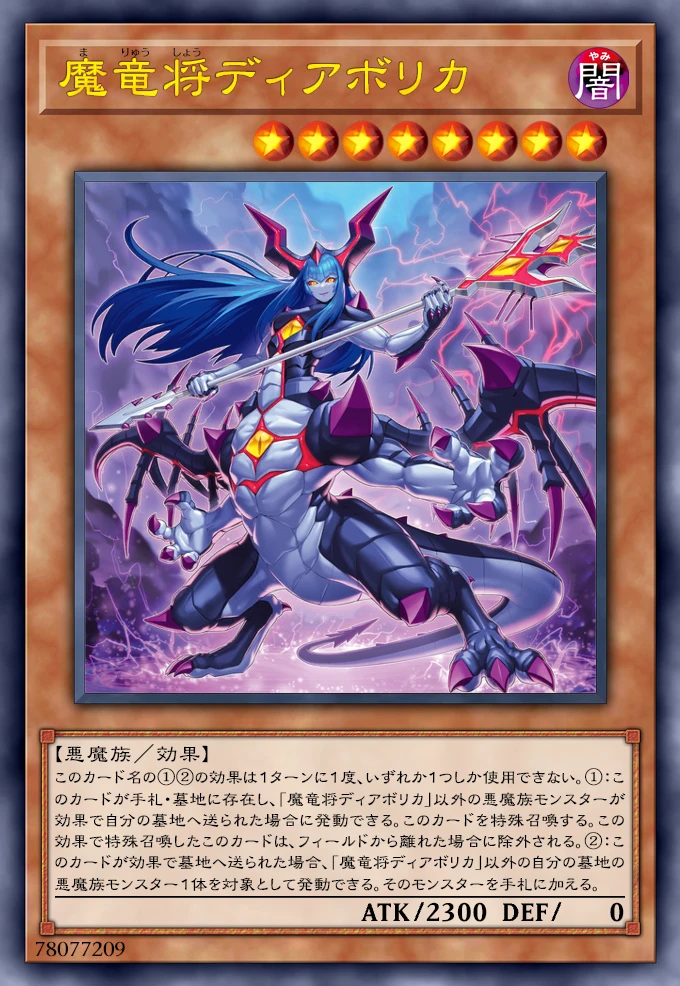 ま りゅう しょう
魔竜将ディアボリカ
やみ
闇
【悪魔族／効果】
このカード名の①②の効果は1ターンに1度、いずれか1つしか使用できない。①：こ
のカードが手札・墓地に存在し、「魔竜将ディアボリカ」以外の悪魔族モンスターが
効果で自分の墓地へ送られた場合に発動できる。このカードを特殊召喚する。この
効果で特殊召喚したこのカードは、フィールドから離れた場合に除外される。②：こ
のカードが効果で墓地へ送られた場合、「魔竜将ディアボリカ」以外の自分の墓地の
悪魔族モンスター1体を対象として発動できる。そのモンスターを手札に加える。
ATK/2300 DEF/ 0
78077209